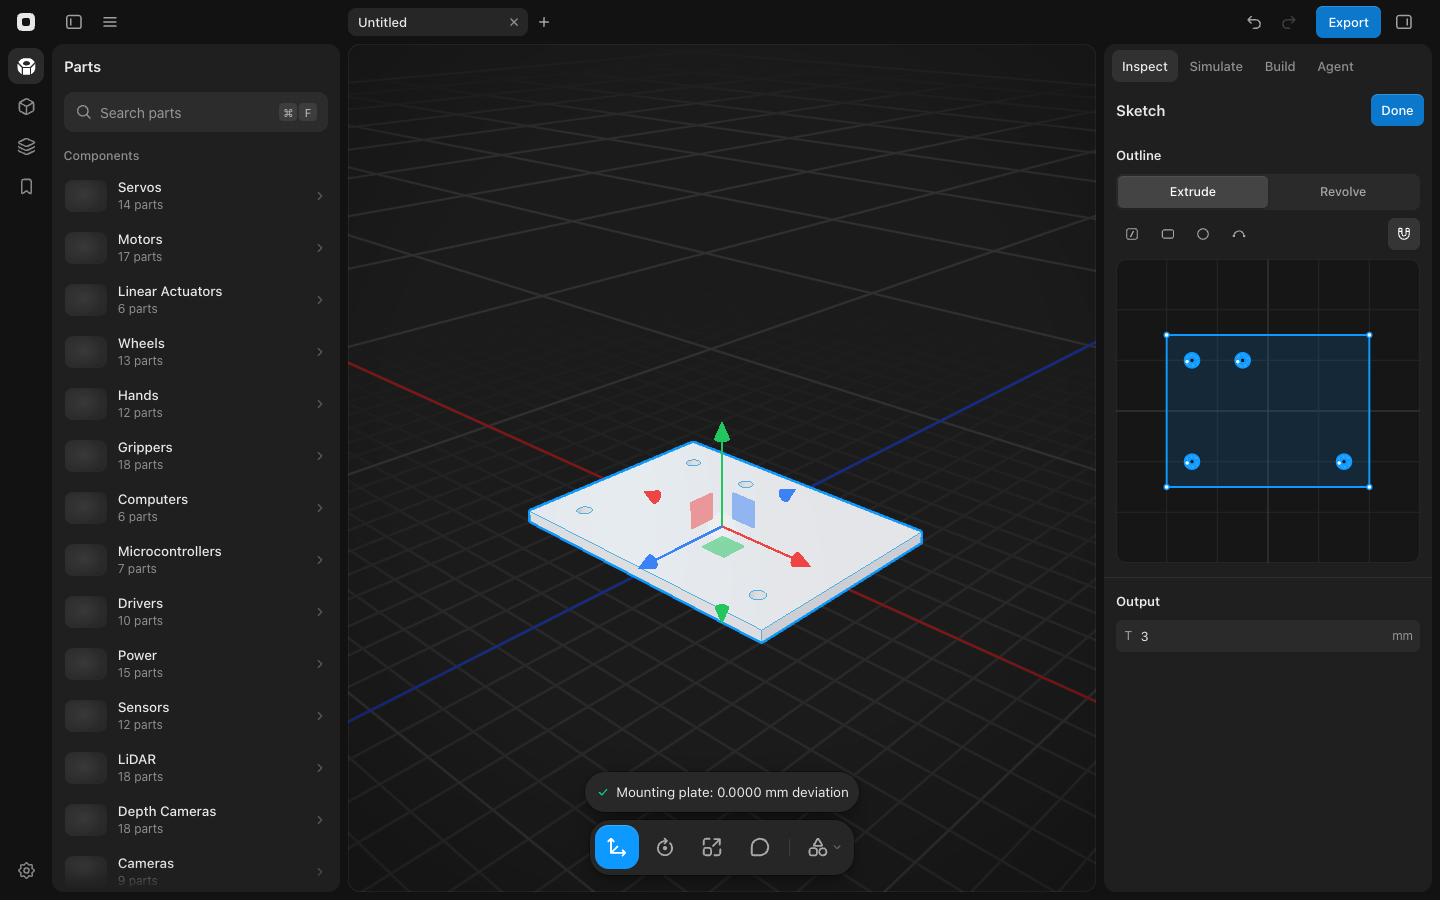 Untitled
Export
Parts
Search parts
⌘ F
Components
Servos
14 parts
Motors
17 parts
Linear Actuators
6 parts
Wheels
13 parts
Hands
12 parts
Grippers
18 parts
Computers
6 parts
Microcontrollers
7 parts
Drivers
10 parts
Power
15 parts
Sensors
12 parts
LiDAR
18 parts
Depth Cameras
18 parts
Cameras
9 parts
Mounting plate: 0.0000 mm deviation
Inspect Simulate Build Agent
Sketch
Done
Outline
Extrude Revolve
Output
T 3 mm